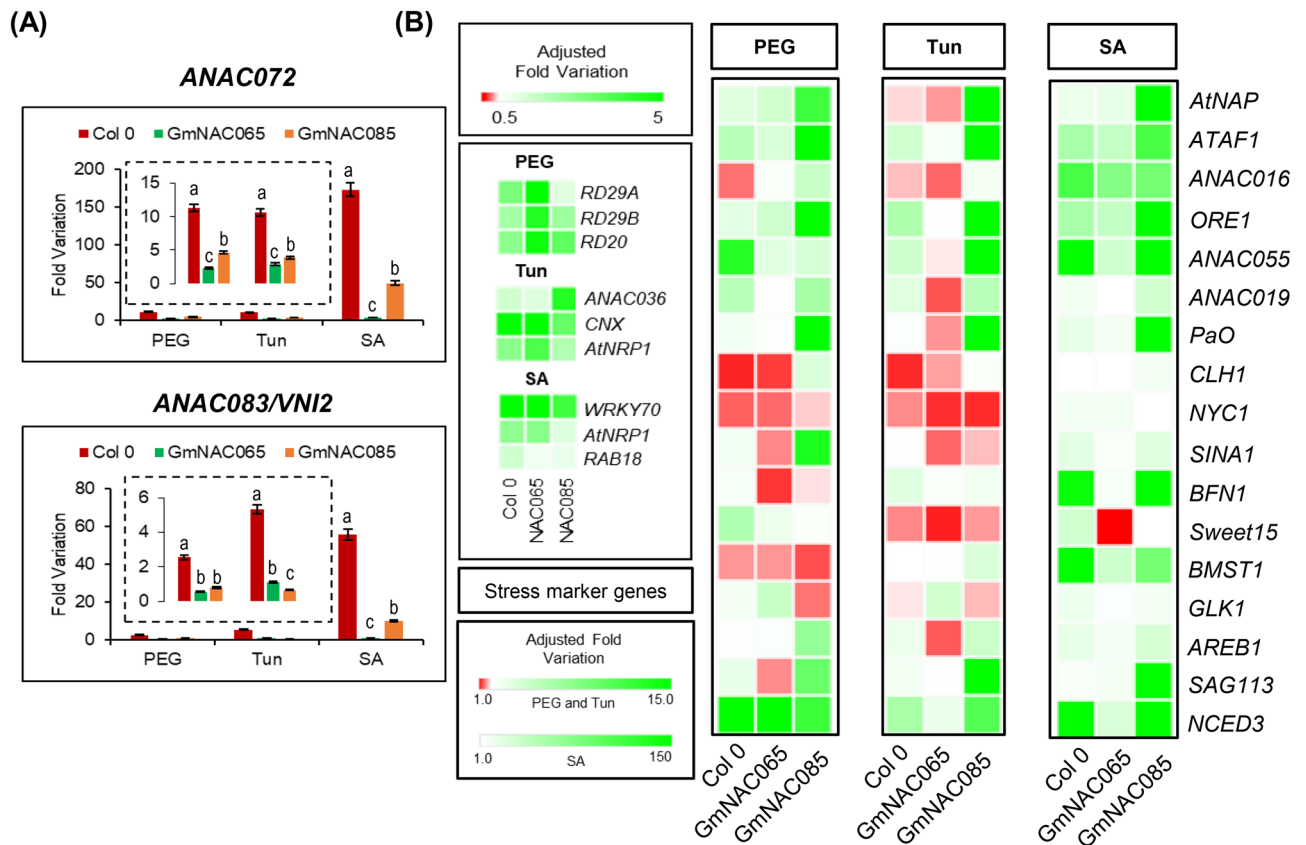 (A)
ANAC072
Col 0 GmNAC065 GmNAC085
Fold Variation
200
150
100
50
0
15
10
5
0
a
c
b
a
c
b
a
c
b
PEG Tun SA
ANAC083/VNI2
Col 0 GmNAC065 GmNAC085
Fold Variation
80
60
40
20
0
6
4
2
0
a
b
b
a
b
c
a
c
b
PEG Tun SA
(B)
Adjusted
Fold Variation
0.5 5
PEG
RD29A
RD29B
RD20
Tun
ANAC036
CNX
AtNRP1
SA
WRKY70
AtNRP1
RAB18
Col 0
NAC065
NAC085
Stress marker genes
Adjusted Fold
Variation
1.0 15.0
PEG and Tun
1.0 150
SA
PEG
Tun
SA
AtNAP
ATAF1
ANAC016
ORE1
ANAC055
ANAC019
PaO
CLH1
NYC1
SINA1
BFN1
Sweet15
BMST1
GLK1
AREB1
SAG113
NCED3
Col 0
GmNAC065
GmNAC085
Col 0
GmNAC065
GmNAC085
Col 0
GmNAC065
GmNAC085